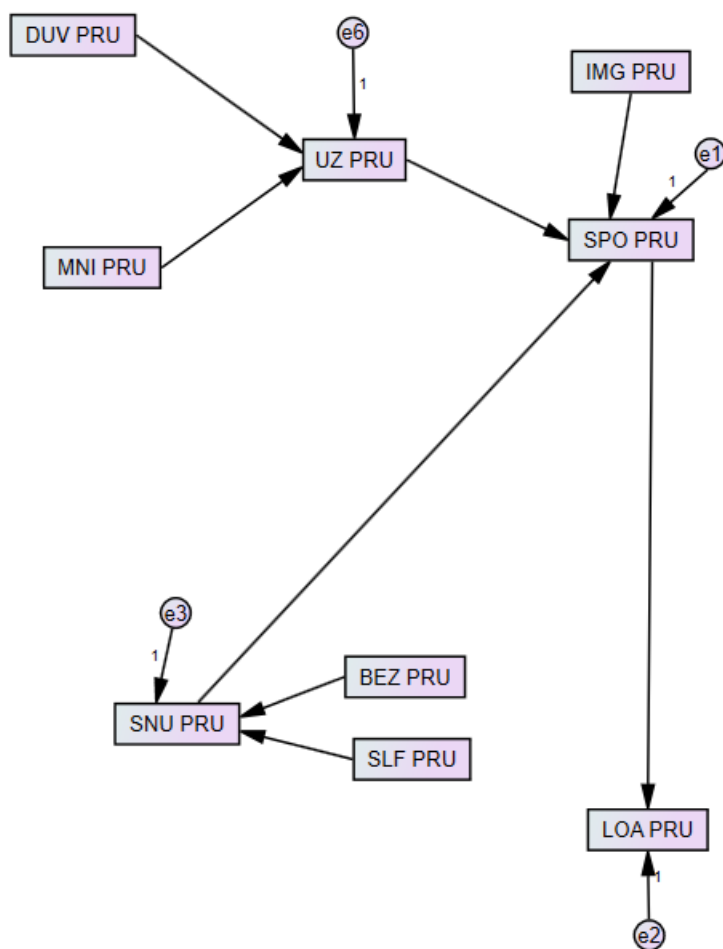 DUV PRU
e6
1
IMG PRU
UZ PRU
e1
1
SPO PRU
MNI PRU
e3
1
BEZ PRU
SNU PRU
SLF PRU
LOA PRU
1
e2